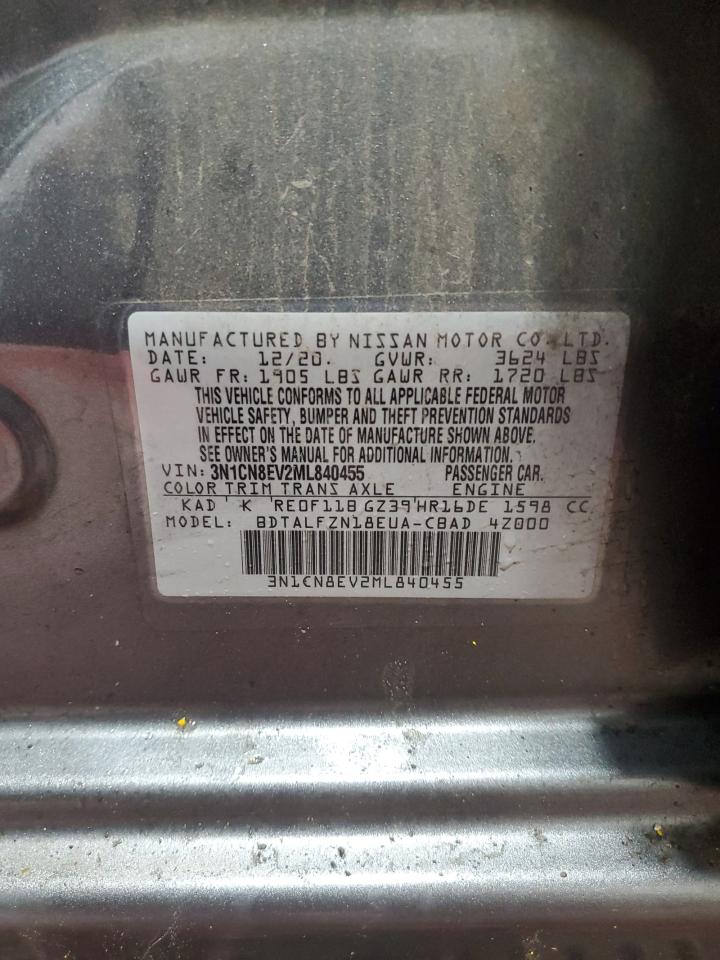 MANUFACTURED BY NISSAN MOTOR CO., LTD.
DATE: 12/20. GVWR: 3624 LBS
GAWR FR: 1905 LBS GAWR RR: 1720 LBS
THIS VEHICLE CONFORMS TO ALL APPLICABLE FEDERAL MOTOR
VEHICLE SAFETY, BUMPER AND THEFT PREVENTION STANDARDS
IN EFFECT ON THE DATE OF MANUFACTURE SHOWN ABOVE.
SEE OWNER'S MANUAL FOR ADDITIONAL INFORMATION.
VIN: 3N1CN8EV2ML840455 PASSENGER CAR.
COLOR TRIM TRANS AXLE ENGINE
KAD K RE0F11B GZ39 HR16DE 1598 CC
MODEL: BDTALFZN18EUA-CBAD 4Z000
3N1CN8EV2ML840455